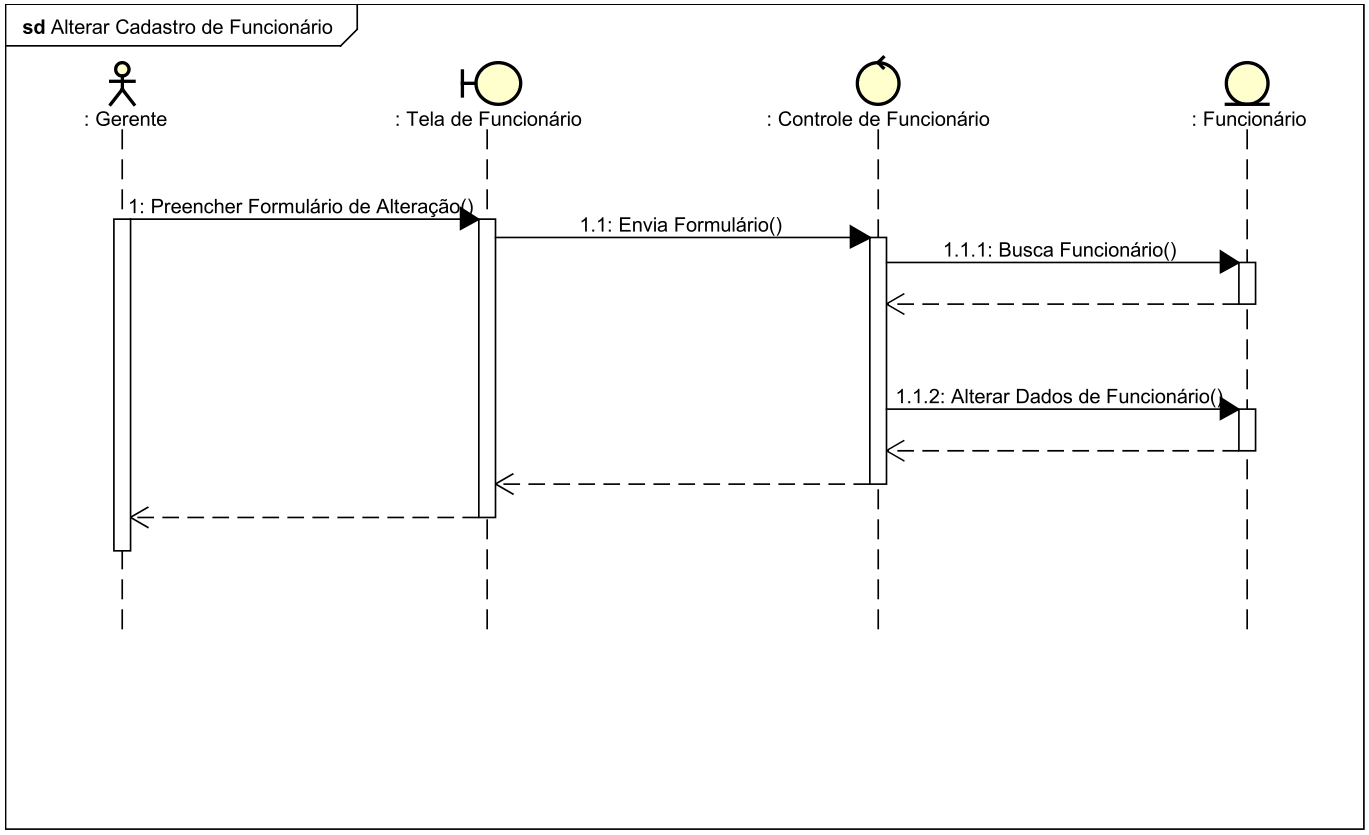 sd Alterar Cadastro de Funcionário
: Gerente
: Tela de Funcionário
: Controle de Funcionário
: Funcionário
1: Preencher Formulário de Alteração()
1.1: Envia Formulário()
1.1.1: Busca Funcionário()
1.1.2: Alterar Dados de Funcionário()